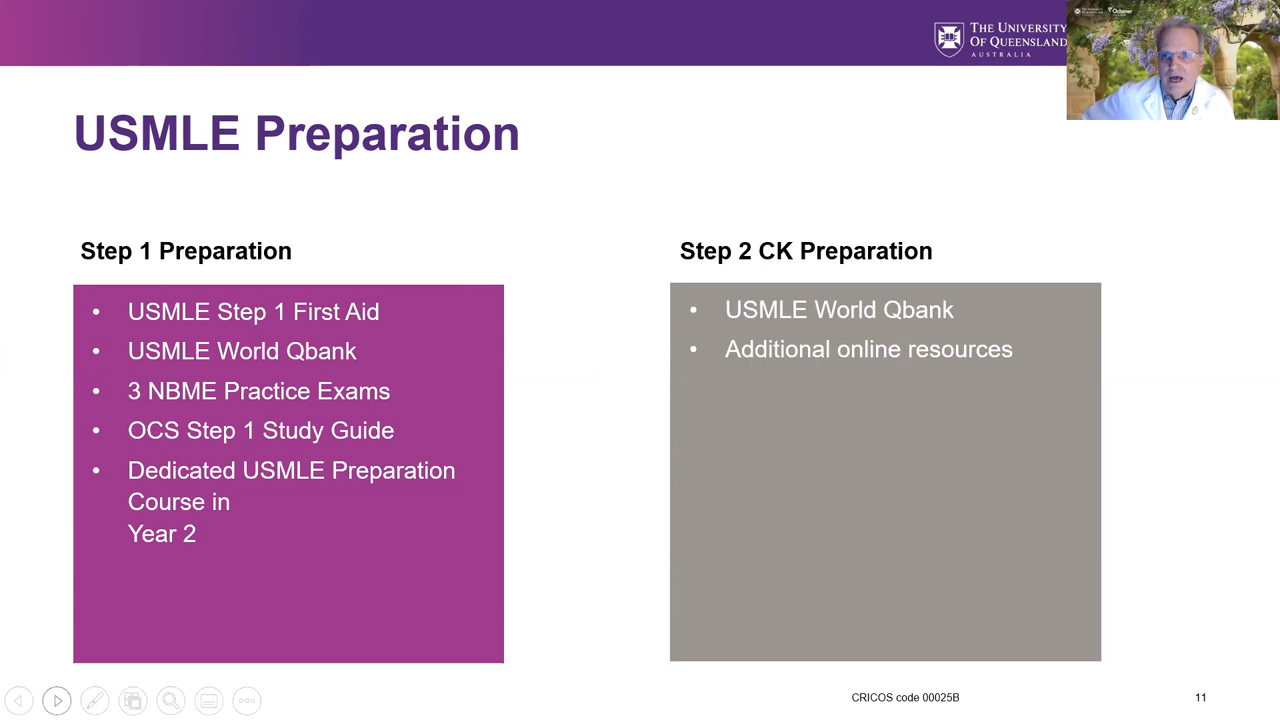 THE UNIVERSITY
OF QUEENSLAND
AUSTRALIA
Ochsner
USMLE Preparation
Step 1 Preparation
• USMLE Step 1 First Aid
• USMLE World Qbank
• 3 NBME Practice Exams
• OCS Step 1 Study Guide
• Dedicated USMLE Preparation
Course in
Year 2
Step 2 CK Preparation
• USMLE World Qbank
• Additional online resources
CRICOS code 00025B
11